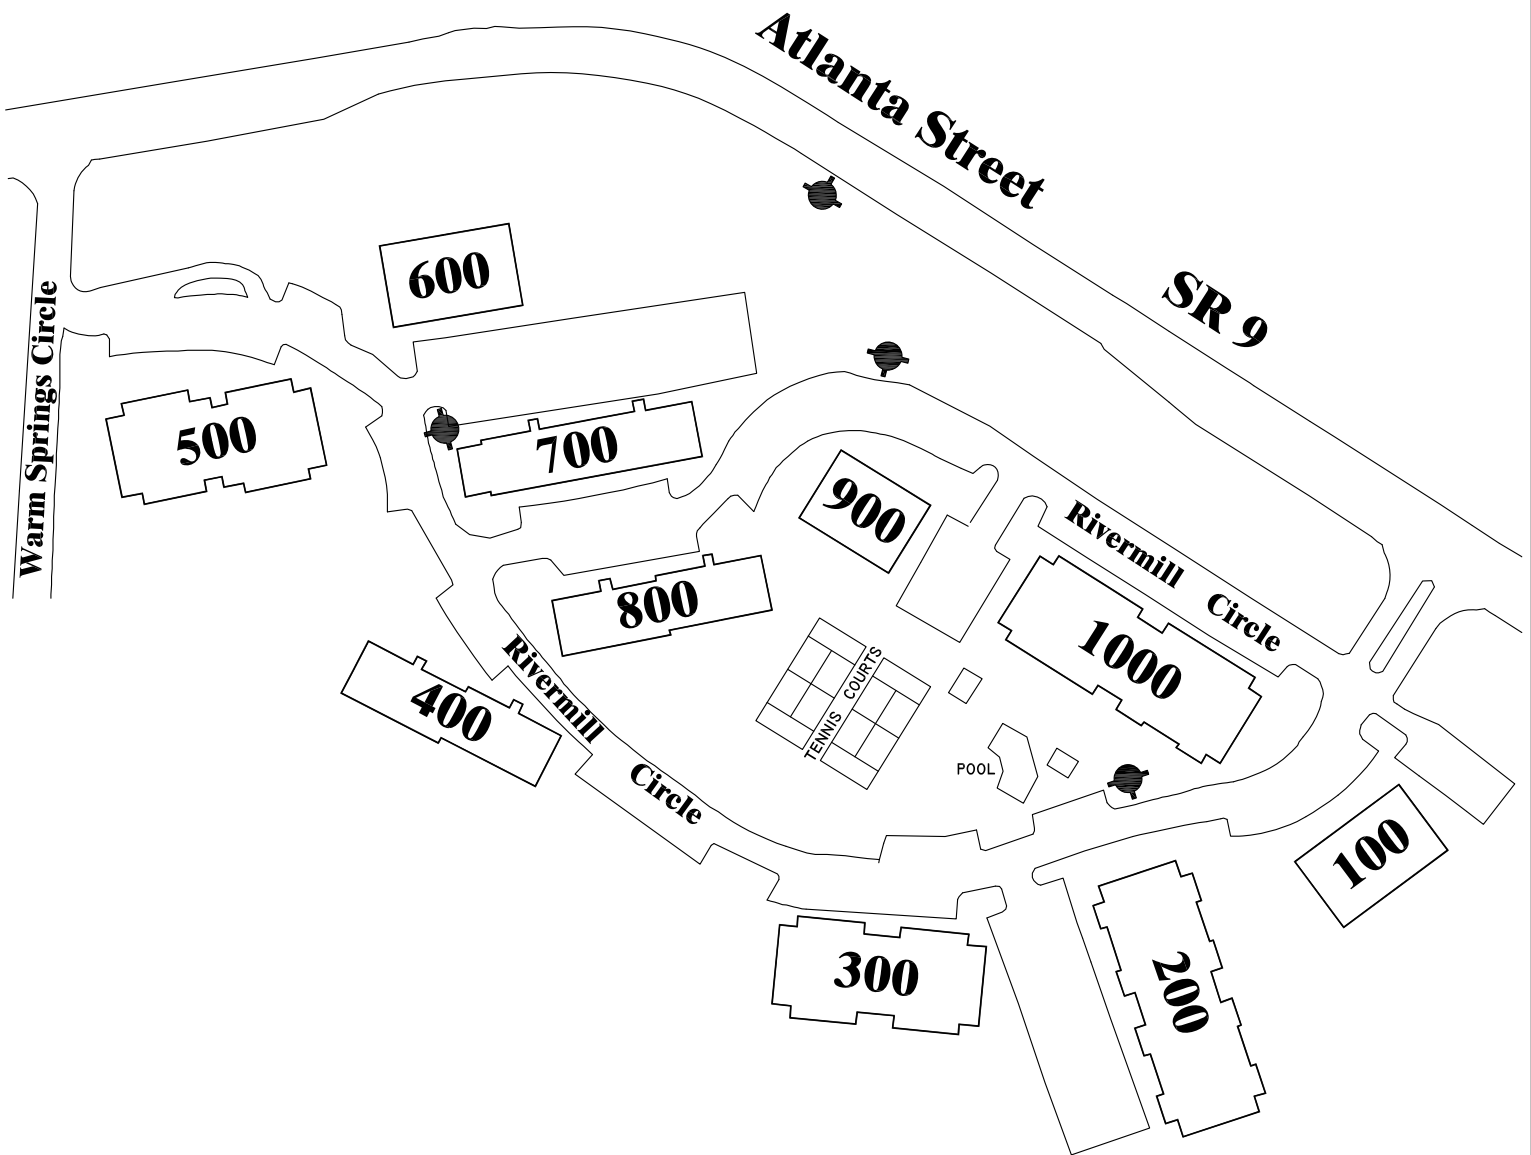 Atlanta Street
SR 9
Warm Springs Circle
600
500
700
900
Rivermill Circle
800
1000
400
Rivermill
Circle
TENNIS COURTS
POOL
100
300
200